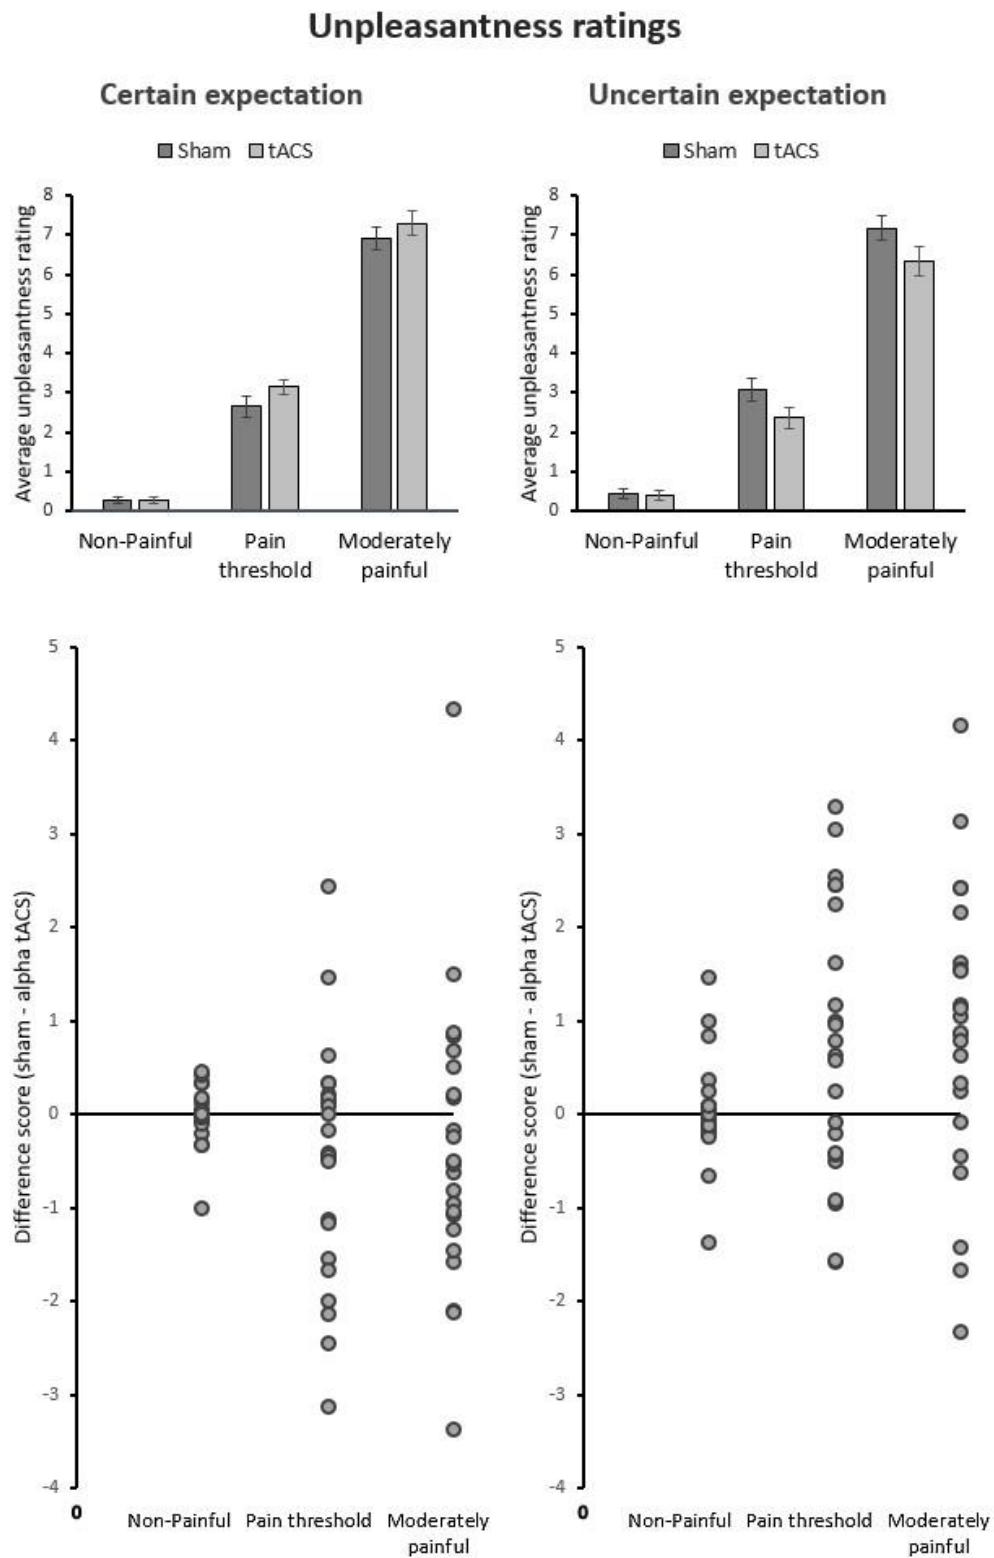 Unpleasantness ratings
Certain expectation
Sham tACS
Average unpleasantness rating
8
7
6
5
4
3
2
1
0
Non-Painful
Pain
threshold
Moderately
painful
Uncertain expectation
Sham tACS
Average unpleasantness rating
8
7
6
5
4
3
2
1
0
Non-Painful
Pain
threshold
Moderately
painful
Difference score (sham - alpha tACS)
5
4
3
2
1
0
-1
-2
-3
-4
0
Non-Painful
Pain threshold
Moderately
painful
Difference score (sham - alpha tACS)
5
4
3
2
1
0
-1
-2
-3
-4
0
Non-Painful
Pain threshold
Moderately
painful